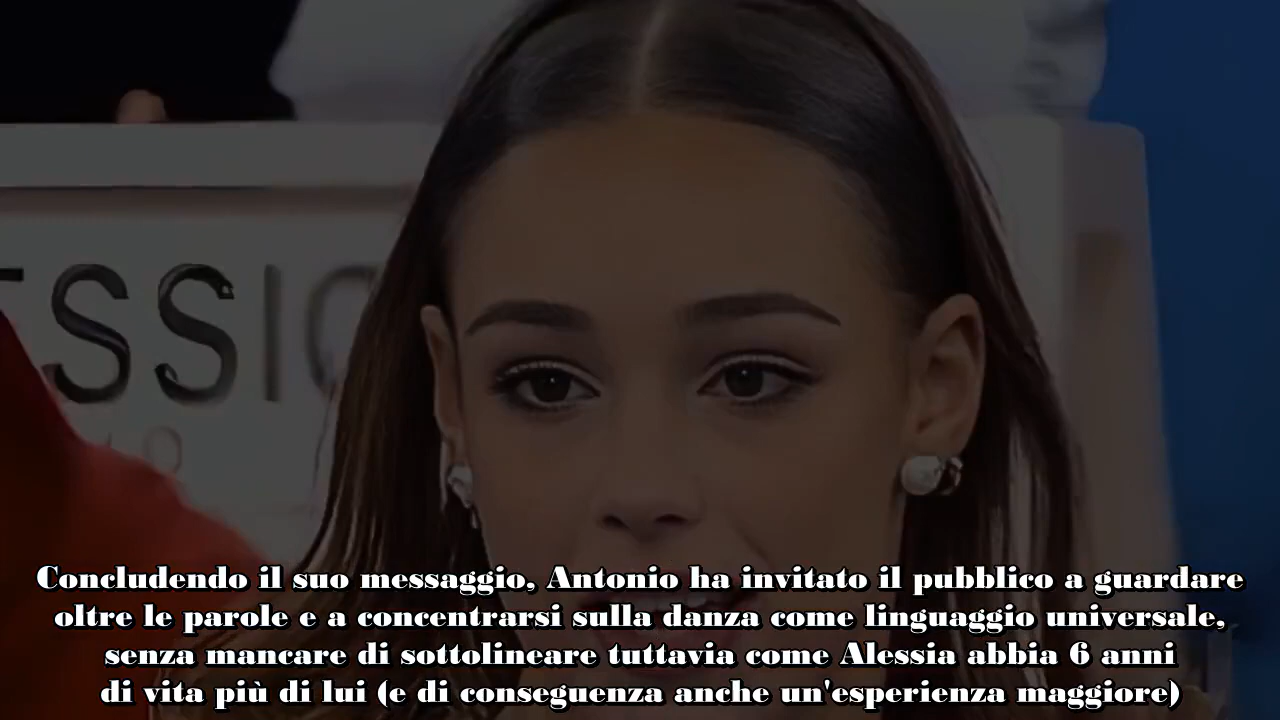 ESSIO
Concludendo il suo messaggio, Antonio ha invitato il pubblico a guardare
oltre le parole e a concentrarsi sulla danza come linguaggio universale,
senza mancare di sottolineare tuttavia come Alessia abbia 6 anni
di vita più di lui (e di conseguenza anche un'esperienza maggiore)